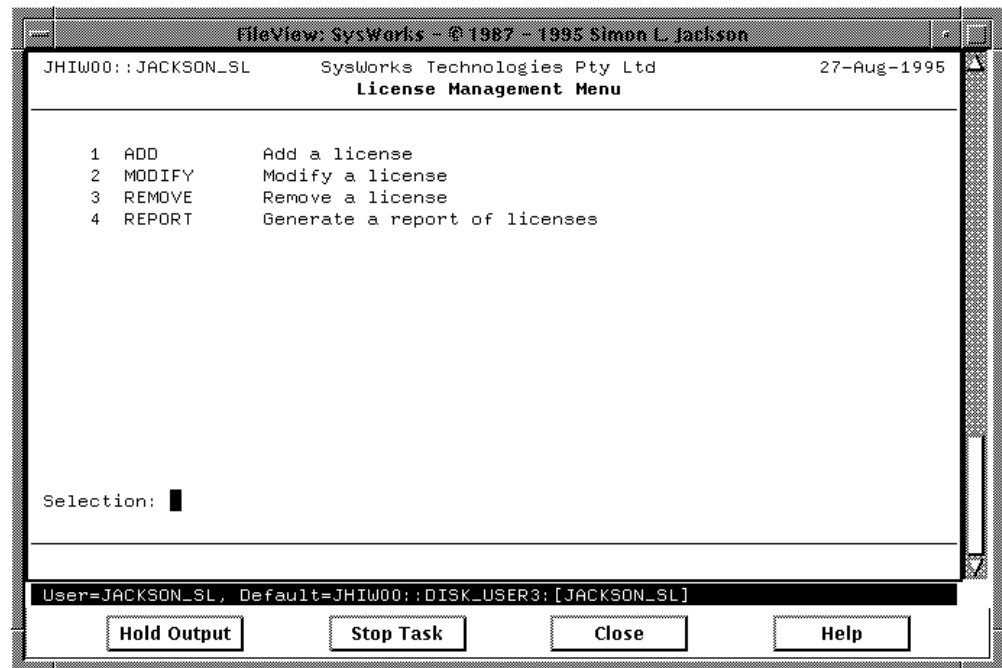 FileView: SysWorks - © 1987 - 1995 Simon L. Jackson
JHIW00::JACKSON_SL SysWorks Technologies Pty Ltd 27-Aug-1995
License Management Menu
1 ADD Add a license
2 MODIFY Modify a license
3 REMOVE Remove a license
4 REPORT Generate a report of licenses
Selection:
User=JACKSON_SL, Default=JHIW00::DISK_USER3:[JACKSON_SL]
Hold Output Stop Task Close Help